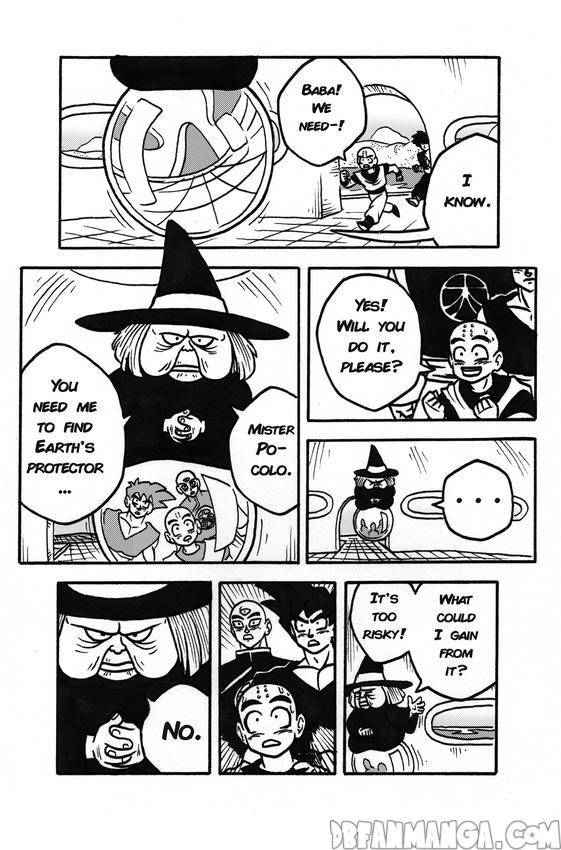 Baba!
We
need-!
I
know.
You
need me
to find
Earth's
protector
...
Mister
Po-
colo.
Yes!
Will you
do it,
please?
...
No.
It's
too
risky!
What
could I
gain
from
it?
DBFANMANGA.COM